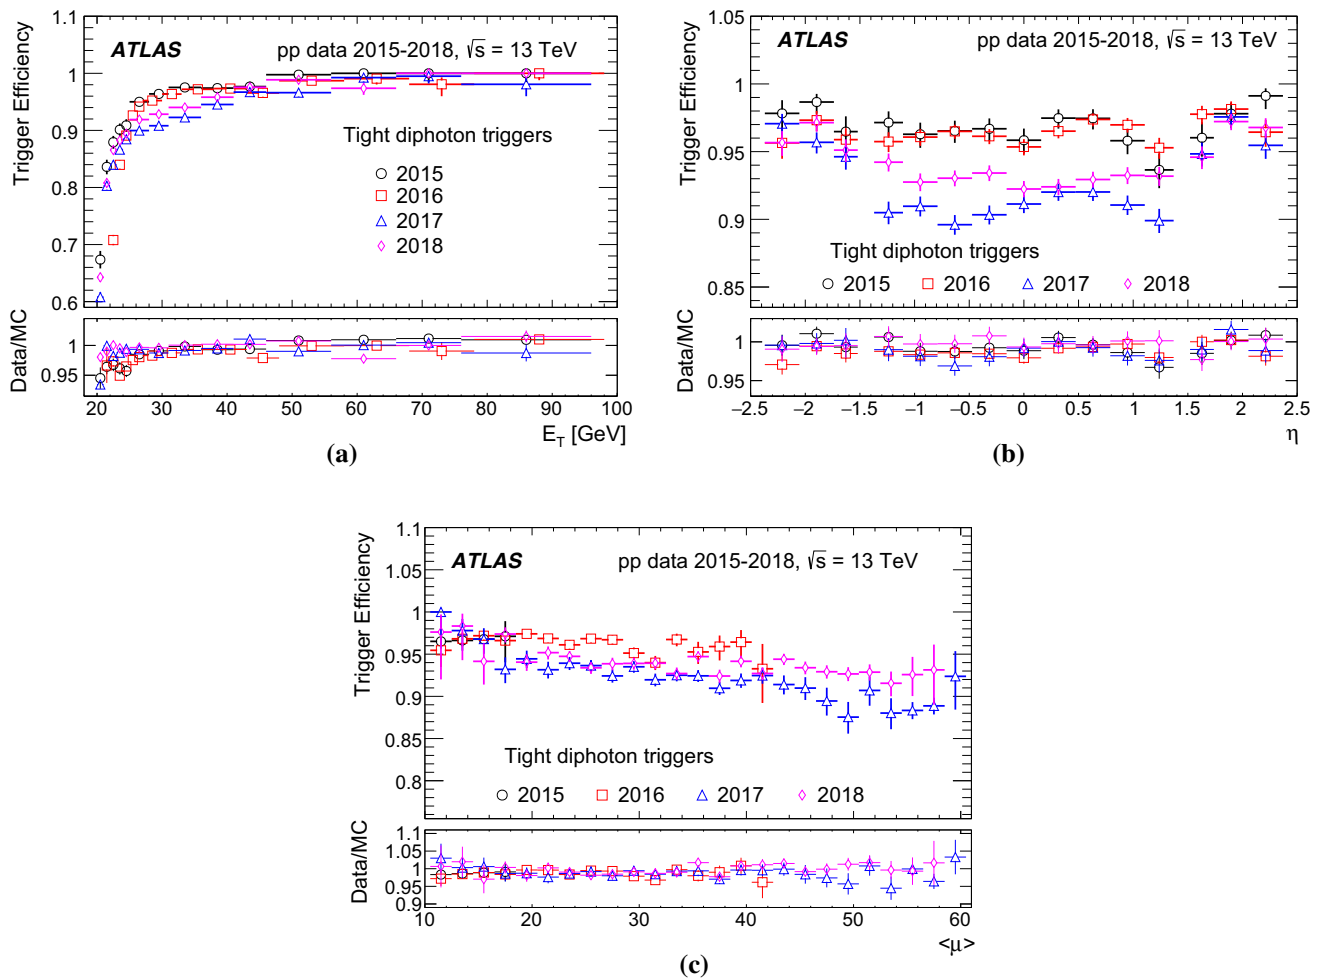 ATLAS
pp data 2015-2018, √s = 13 TeV
Trigger Efficiency
1.1
1
0.9
0.8
0.7
0.6
Tight diphoton triggers
2015
2016
2017
2018
Data/MC
1
0.95
20 30 40 50 60 70 80 90 100
E_T [GeV]
(a)
ATLAS
pp data 2015-2018, √s = 13 TeV
Trigger Efficiency
1.05
1
0.95
0.9
0.85
Tight diphoton triggers
2015 2016 2017 2018
Data/MC
1
0.95
−2.5 −2 −1.5 −1 −0.5 0 0.5 1 1.5 2 2.5
η
(b)
ATLAS
pp data 2015-2018, √s = 13 TeV
Trigger Efficiency
1.1
1.05
1
0.95
0.9
0.85
0.8
Tight diphoton triggers
2015 2016 2017 2018
Data/MC
1.1
1.05
1
0.95
0.9
10 20 30 40 50 60
<μ>
(c)